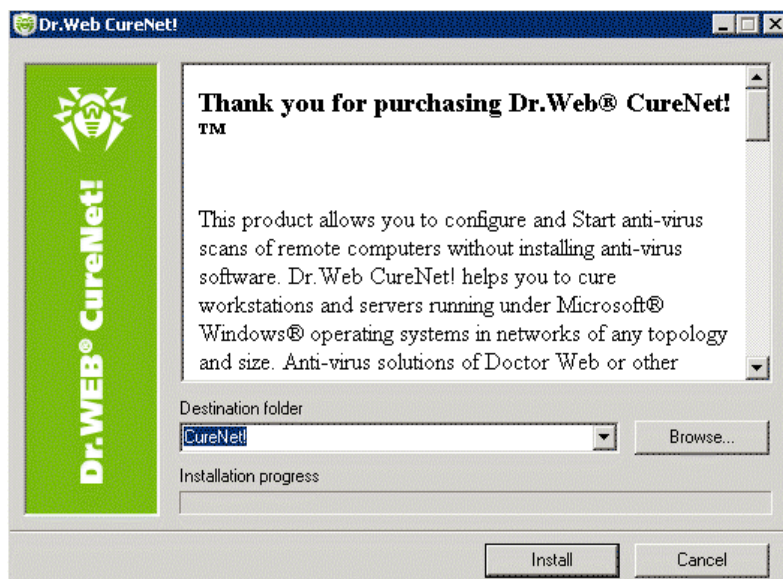 Dr.Web CureNet!
Dr.WEB® CureNet!
Thank you for purchasing Dr.Web® CureNet!
™
This product allows you to configure and Start anti-virus
scans of remote computers without installing anti-virus
software. Dr.Web CureNet! helps you to cure
workstations and servers running under Microsoft®
Windows® operating systems in networks of any topology
and size. Anti-virus solutions of Doctor Web or other
Destination folder
CureNet!
Browse...
Installation progress
Install
Cancel